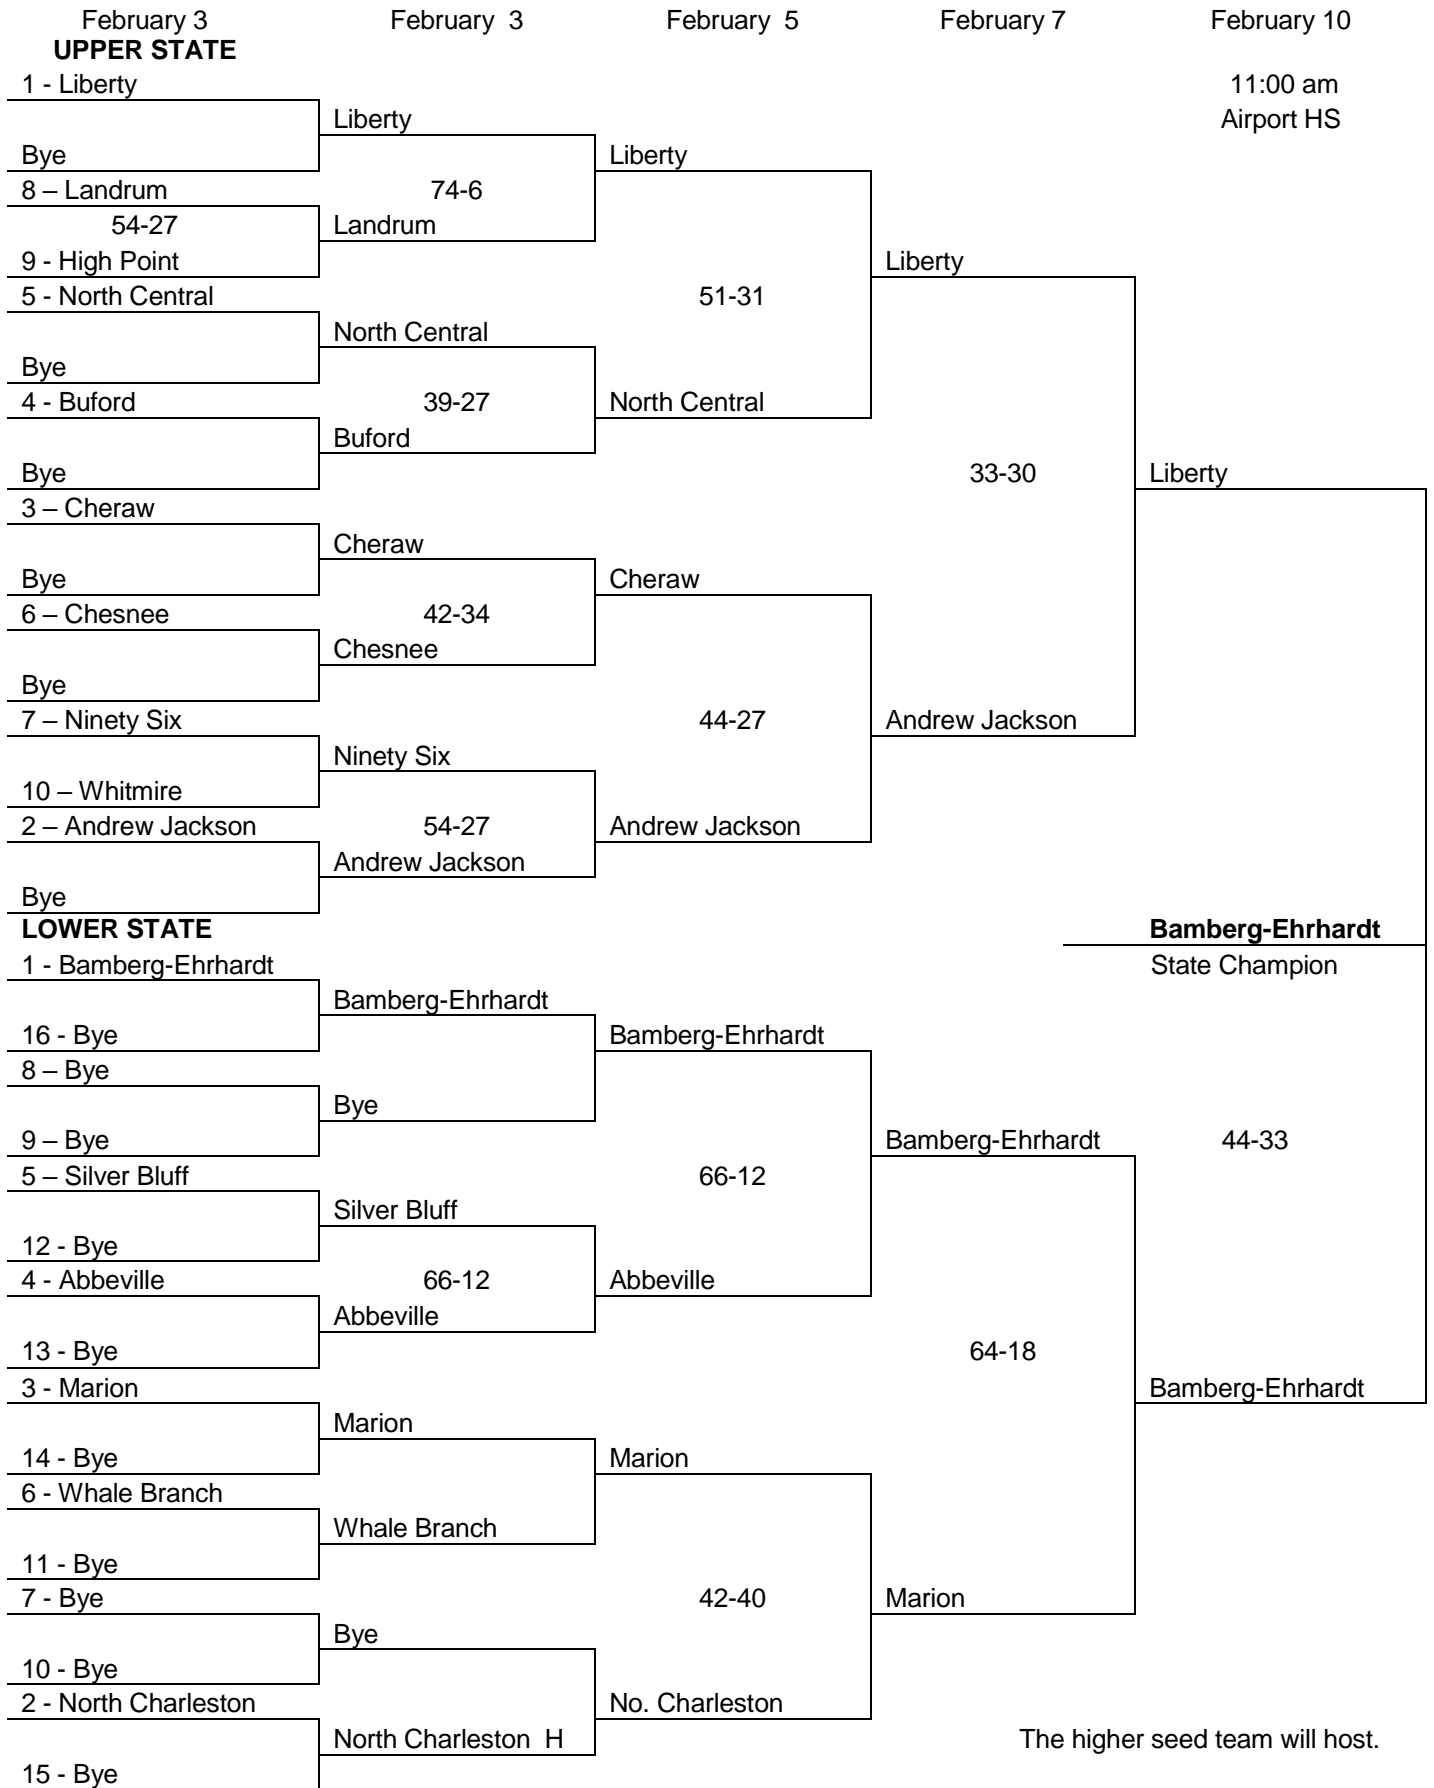 February 3 February  3 February  5 February 7 February 10
UPPER STATE
1 - Liberty 11:00 am
Liberty Airport HS
Bye Liberty
8 – Landrum 74-6
54-27 Landrum
9 - High Point Liberty
5 - North Central 51-31
North Central
Bye
4 - Buford 39-27 North Central
Buford
Bye 33-30 Liberty
3 – Cheraw
Cheraw
Bye Cheraw
6 – Chesnee 42-34
Chesnee
Bye
7 – Ninety Six 44-27 Andrew Jackson
Ninety Six
10 – Whitmire
2 – Andrew Jackson 54-27 Andrew Jackson
Andrew Jackson
Bye
LOWER STATE Bamberg-Ehrhardt
1 - Bamberg-Ehrhardt State Champion
Bamberg-Ehrhardt
16 - Bye Bamberg-Ehrhardt
8 – Bye
Bye
9 – Bye Bamberg-Ehrhardt 44-33
5 – Silver Bluff 66-12
Silver Bluff
12 - Bye
4 - Abbeville 66-12 Abbeville
Abbeville
13 - Bye 64-18
3 - Marion Bamberg-Ehrhardt
Marion
14 - Bye Marion
6 - Whale Branch
Whale Branch
11 - Bye
7 - Bye 42-40 Marion
Bye
10 - Bye
2 - North Charleston No. Charleston
North Charleston  H The higher seed team will host.
15 - Bye